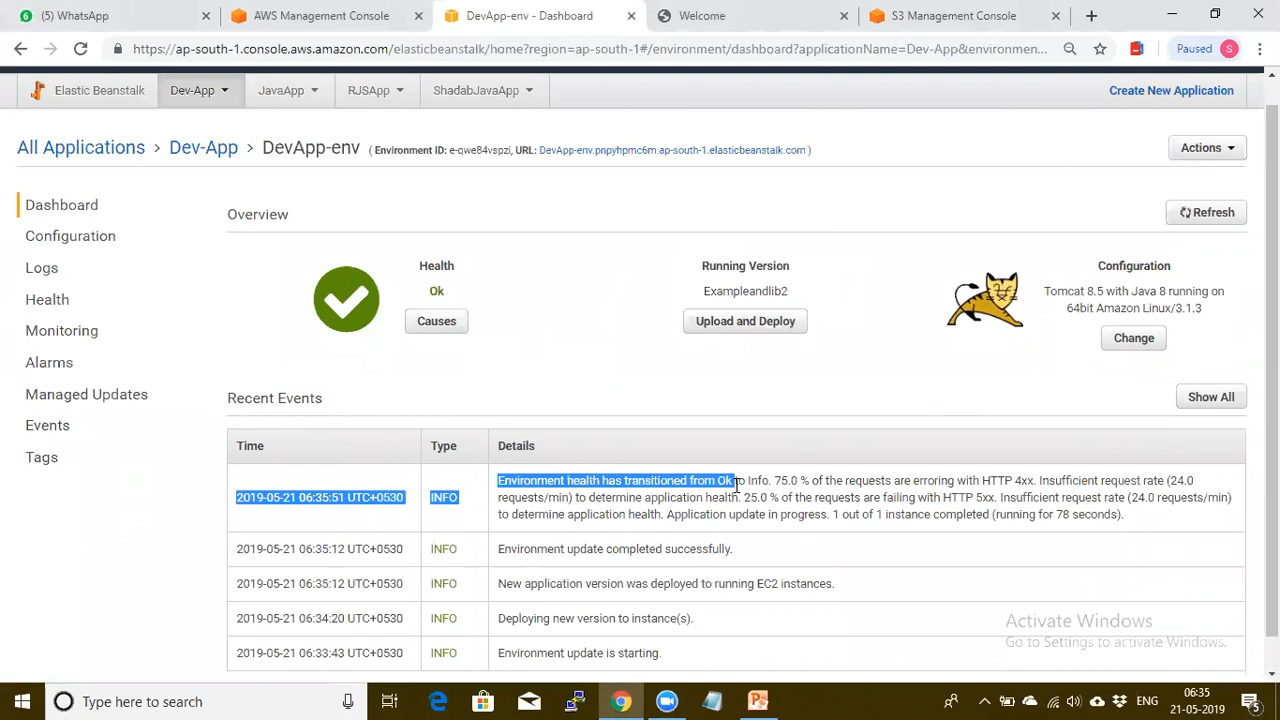 (5) WhatsApp
AWS Management Console
DevApp-env - Dashboard
Welcome
S3 Management Console
https://ap-south-1.console.aws.amazon.com/elasticbeanstalk/home?region=ap-south-1#/environment/dashboard?applicationName=Dev-App&environmen...
Paused S
Elastic Beanstalk
Dev-App
JavaApp
RJSApp
ShadabJavaApp
Create New Application
All Applications > Dev-App > DevApp-env ( Environment ID: e-qwe84vspzi, URL: DevApp-env.pnpyhpmc6m.ap-south-1.elasticbeanstalk.com )
Actions
Dashboard
Configuration
Logs
Health
Monitoring
Alarms
Managed Updates
Events
Tags
Overview
Refresh
Health
Ok
Causes
Running Version
Exampleandlib2
Upload and Deploy
Configuration
Tomcat 8.5 with Java 8 running on
64bit Amazon Linux/3.1.3
Change
Recent Events
Show All
Time Type Details
2019-05-21 06:35:51 UTC+0530 INFO
Environment health has transitioned from Ok to Info. 75.0 % of the requests are erroring with HTTP 4xx. Insufficient request rate (24.0
requests/min) to determine application health. 25.0 % of the requests are failing with HTTP 5xx. Insufficient request rate (24.0 requests/min)
to determine application health. Application update in progress. 1 out of 1 instance completed (running for 78 seconds).
2019-05-21 06:35:12 UTC+0530 INFO Environment update completed successfully.
2019-05-21 06:35:12 UTC+0530 INFO New application version was deployed to running EC2 instances.
2019-05-21 06:34:20 UTC+0530 INFO Deploying new version to instance(s).
2019-05-21 06:33:43 UTC+0530 INFO Environment update is starting.
Activate Windows
Go to Settings to activate Windows.
Type here to search
ENG
06:35
21-05-2019
5